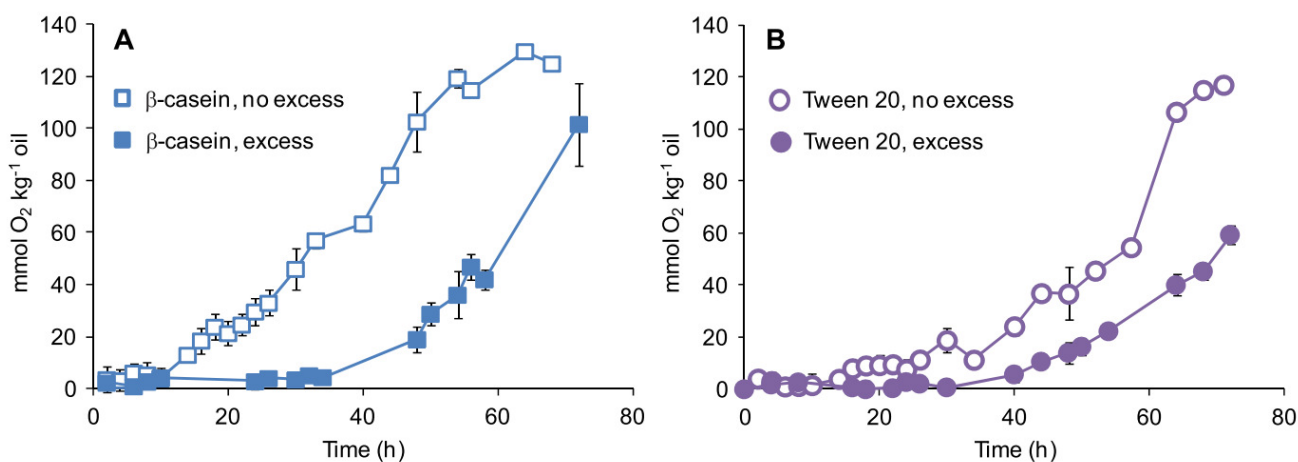 A
β-casein, no excess
β-casein, excess
mmol O₂ kg⁻¹ oil
140
120
100
80
60
40
20
0
0 20 40 60 80
Time (h)
B
Tween 20, no excess
Tween 20, excess
mmol O₂ kg⁻¹ oil
140
120
100
80
60
40
20
0
0 20 40 60 80
Time (h)